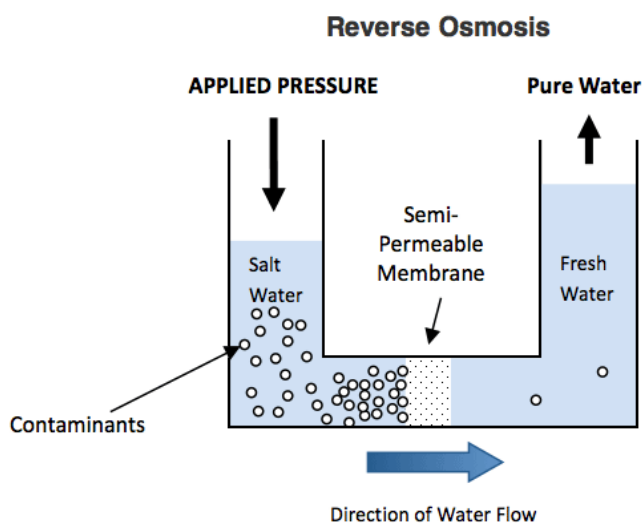 Reverse Osmosis
APPLIED PRESSURE
Pure Water
Semi-
Permeable
Membrane
Salt
Water
Fresh
Water
Contaminants
Direction of Water Flow